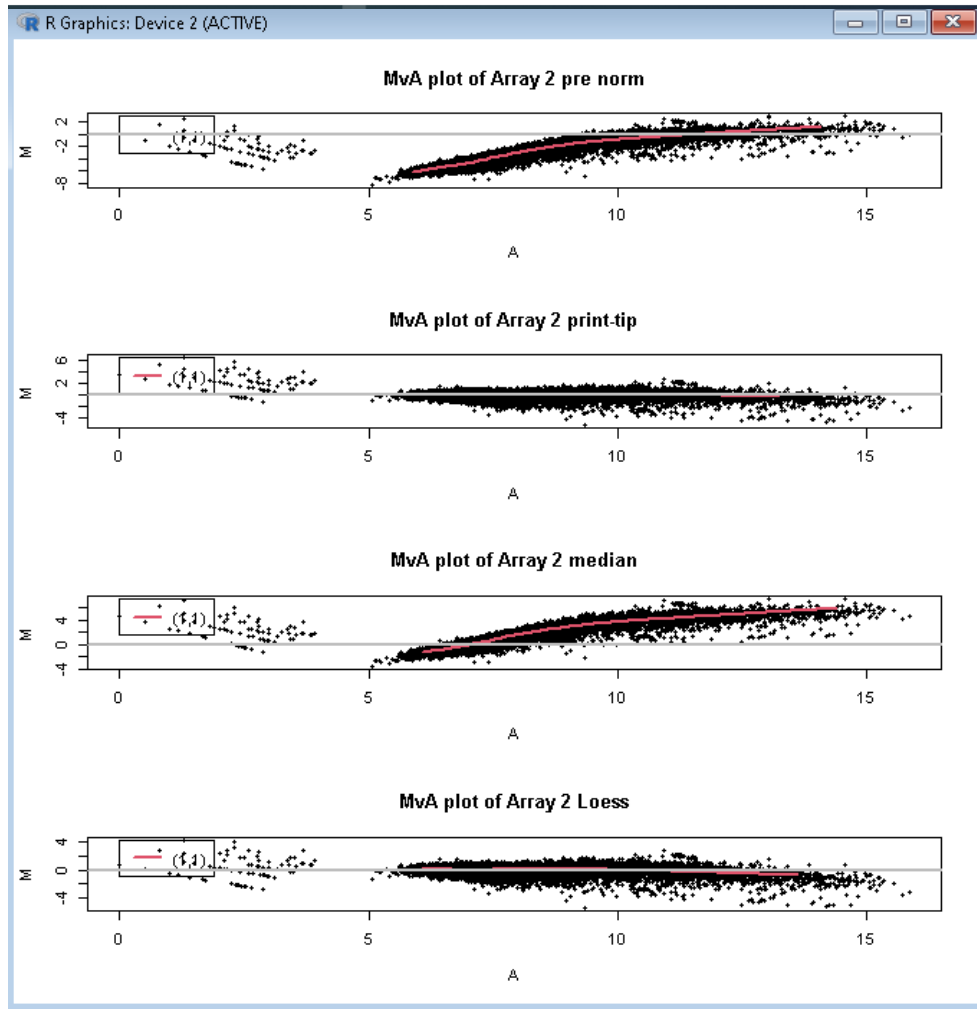 R Graphics: Device 2 (ACTIVE)
MvA plot of Array 2 pre norm
M
2
-2
-8
(1,1)
0 5 10 15
A
MvA plot of Array 2 print-tip
M
6
2
-4
(1,1)
0 5 10 15
A
MvA plot of Array 2 median
M
4
0
-4
(1,1)
0 5 10 15
A
MvA plot of Array 2 Loess
M
4
0
-4
(1,1)
0 5 10 15
A